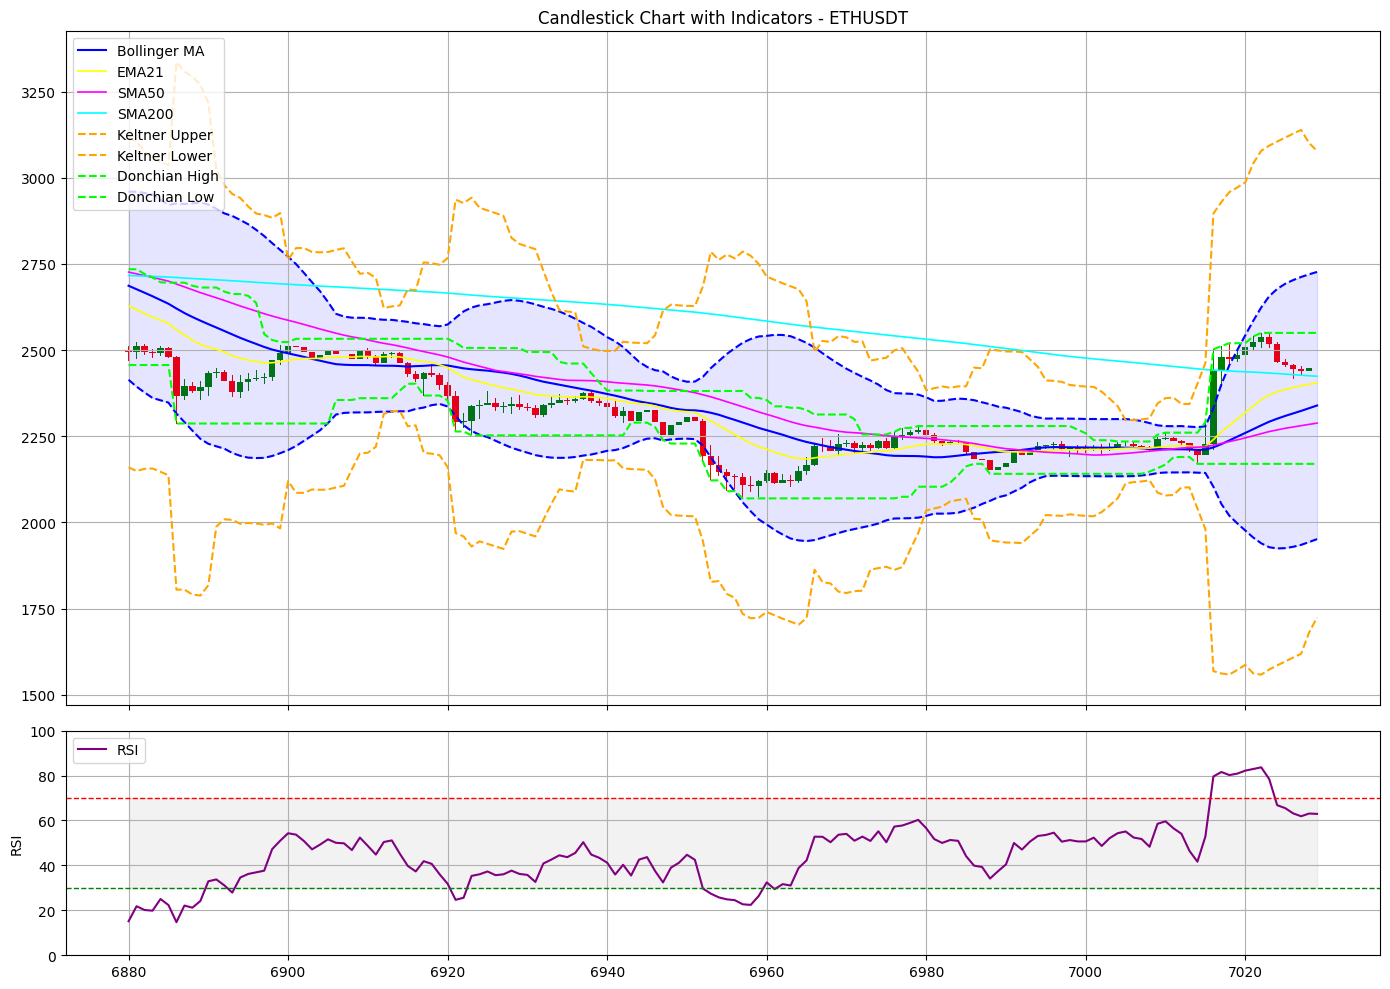 Candlestick Chart with Indicators - ETHUSDT
Bollinger MA
EMA21
SMA50
SMA200
Keltner Upper
Keltner Lower
Donchian High
Donchian Low
3250
3000
2750
2500
2250
2000
1750
1500
RSI
100
80
60
40
20
0
RSI
6880
6900
6920
6940
6960
6980
7000
7020